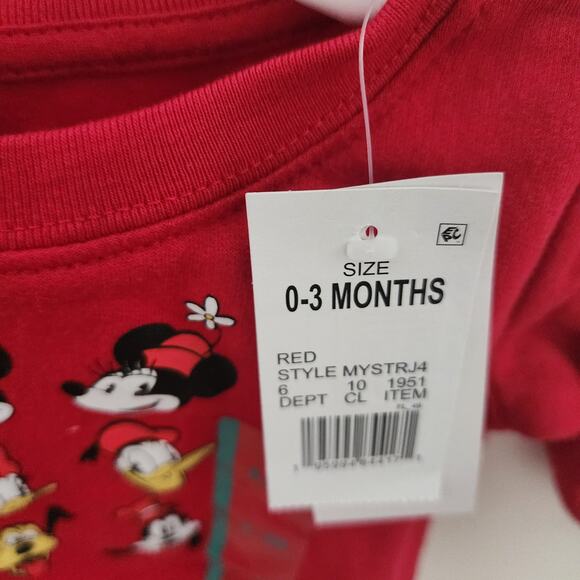 SIZE
0-3 MONTHS
RED
STYLE MYSTRJ4
6 10 1951
DEPT CL ITEM